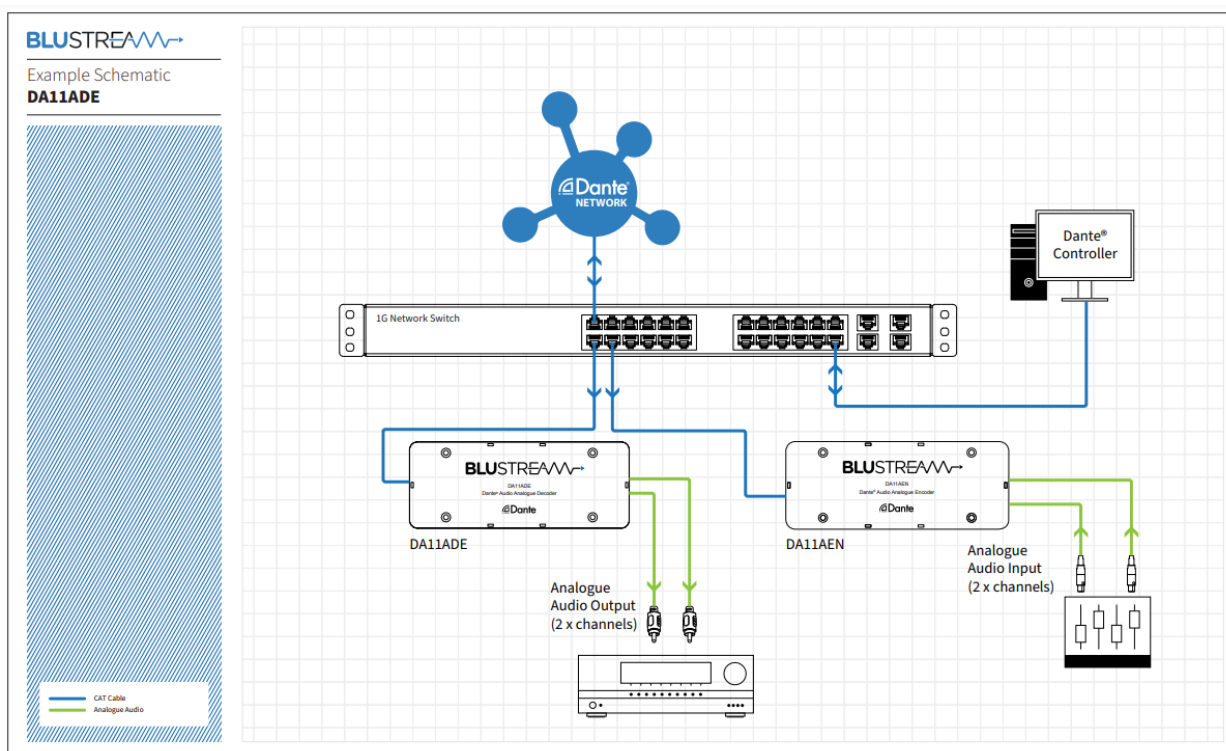 BLUSTREAM
Example Schematic
DA11ADE
Dante®
NETWORK
Dante®
Controller
1G Network Switch
BLUSTREAM
DA11ADE
Dante® Audio Analogue Decoder
Dante
DA11ADE
BLUSTREAM
DA11AEN
Dante® Audio Analogue Encoder
Dante
DA11AEN
Analogue
Audio Input
(2 x channels)
Analogue
Audio Output
(2 x channels)
CAT Cable
Analogue Audio